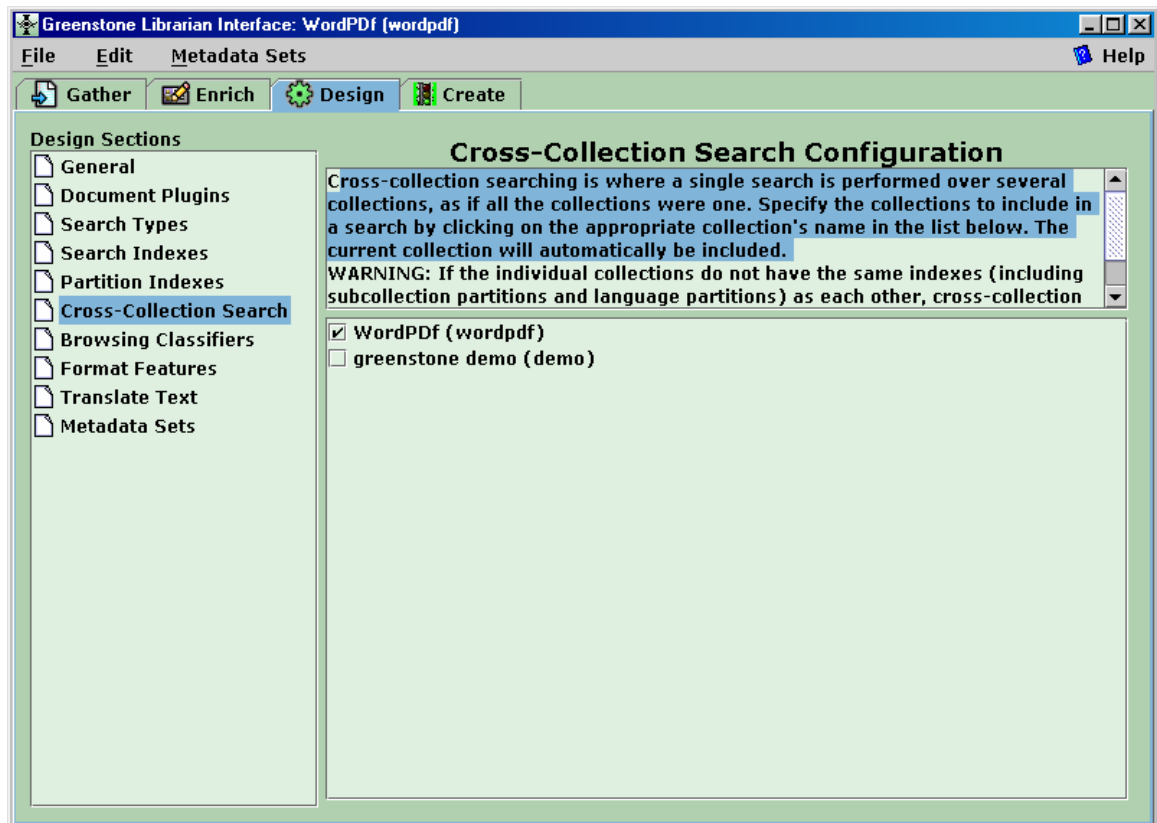 Greenstone Librarian Interface: WordPDf (wordpdf)
File Edit Metadata Sets Help
Gather Enrich Design Create
Design Sections
General
Document Plugins
Search Types
Search Indexes
Partition Indexes
Cross-Collection Search
Browsing Classifiers
Format Features
Translate Text
Metadata Sets
Cross-Collection Search Configuration
Cross-collection searching is where a single search is performed over several
collections, as if all the collections were one. Specify the collections to include in
a search by clicking on the appropriate collection's name in the list below. The
current collection will automatically be included.
WARNING: If the individual collections do not have the same indexes (including
subcollection partitions and language partitions) as each other, cross-collection
WordPDf (wordpdf)
greenstone demo (demo)